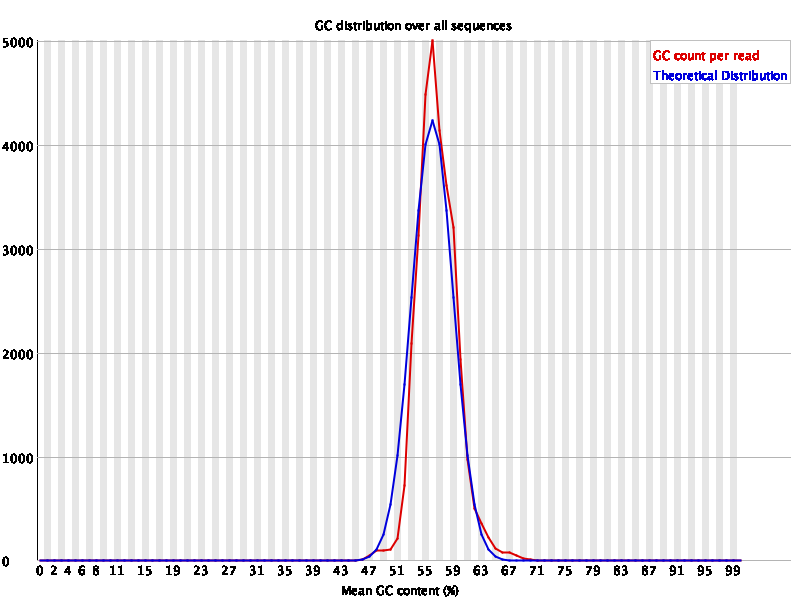 GC distribution over all sequences
GC count per read
Theoretical Distribution
5000
4000
3000
2000
1000
0
0 2 4 6 8 11 15 19 23 27 31 35 39 43 47 51 55 59 63 67 71 75 79 83 87 91 95 99
Mean GC content (%)